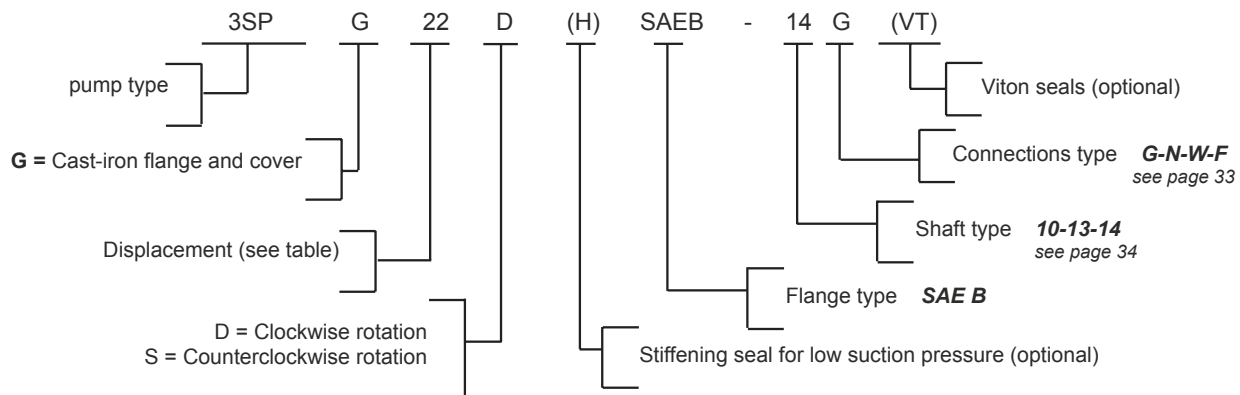 3SP G 22 D (H) SAEB - 14 G (VT)
pump type
Viton seals (optional)
G = Cast-iron flange and cover
Connections type G-N-W-F
see page 33
Displacement (see table)
Shaft type 10-13-14
see page 34
Flange type SAE B
D = Clockwise rotation
S = Counterclockwise rotation
Stiffening seal for low suction pressure (optional)